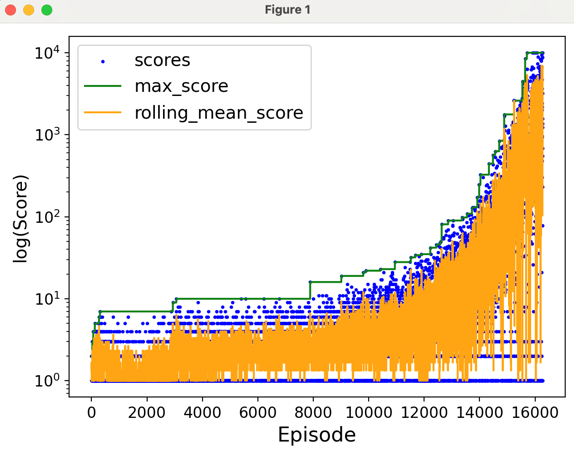 Figure 1
scores
max_score
rolling_mean_score
10⁴
10³
10²
10¹
10⁰
log(Score)
0 2000 4000 6000 8000 10000 12000 14000 16000
Episode